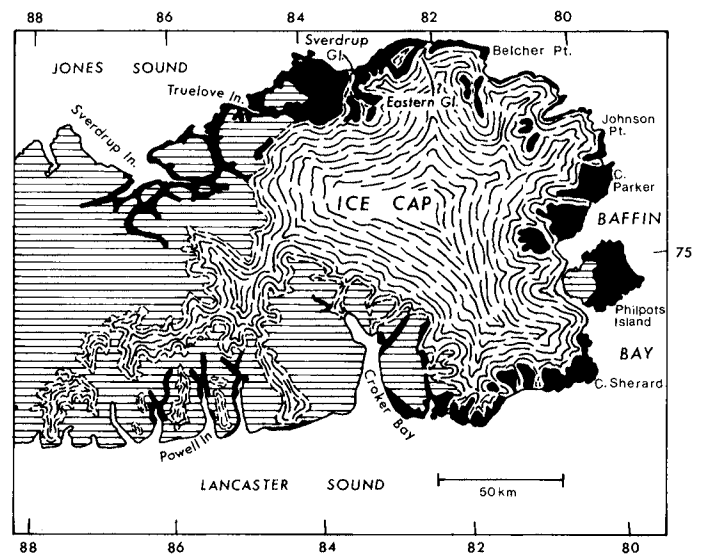 88 86 84 82 80
Sverdrup
Gl.
Belcher Pt.
JONES SOUND
Truelove In.
Eastern Gl.
Johnson
Pt.
Sverdrup In.
C.
Parker
ICE CAP
BAFFIN
75
Philpots
Island
BAY
C. Sherard
Croker Bay
Powell In
LANCASTER SOUND
50 km
88 86 84 82 80